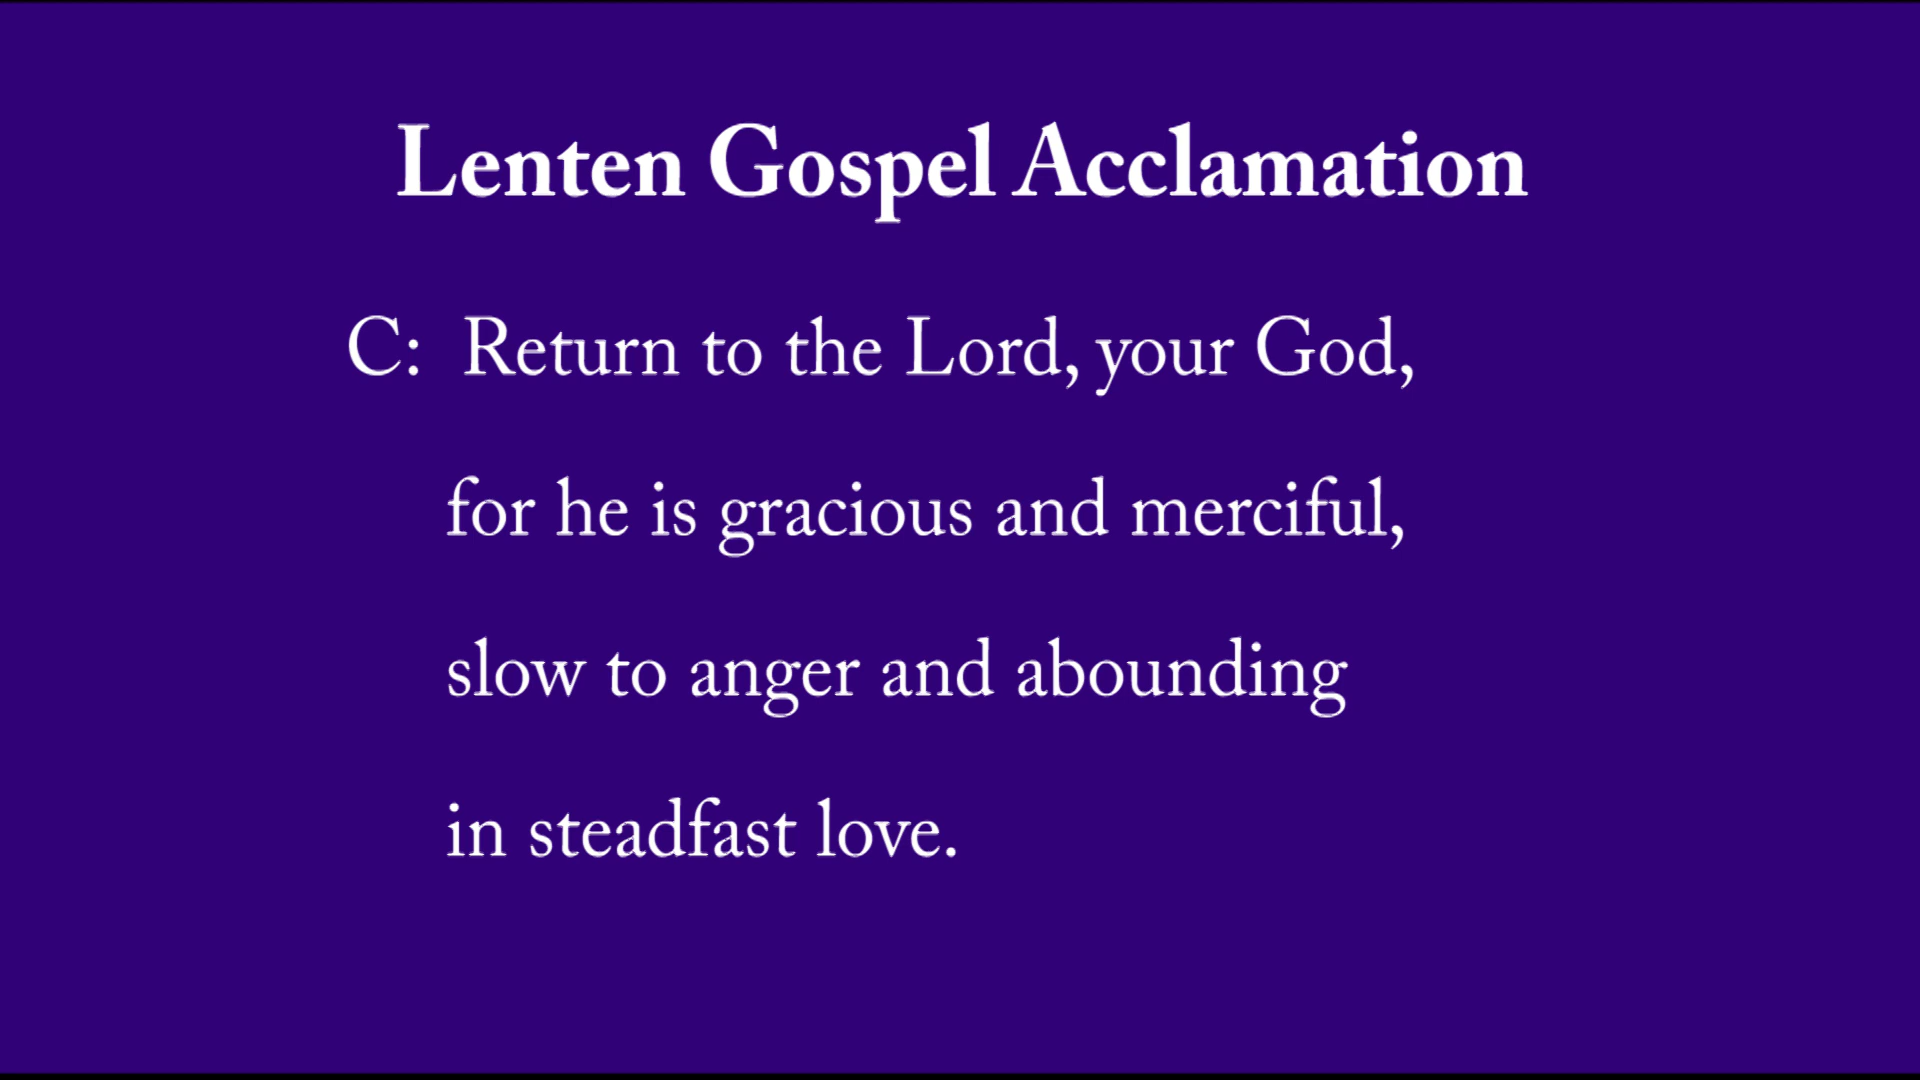 Lenten Gospel Acclamation
C: Return to the Lord, your God,
for he is gracious and merciful,
slow to anger and abounding
in steadfast love.